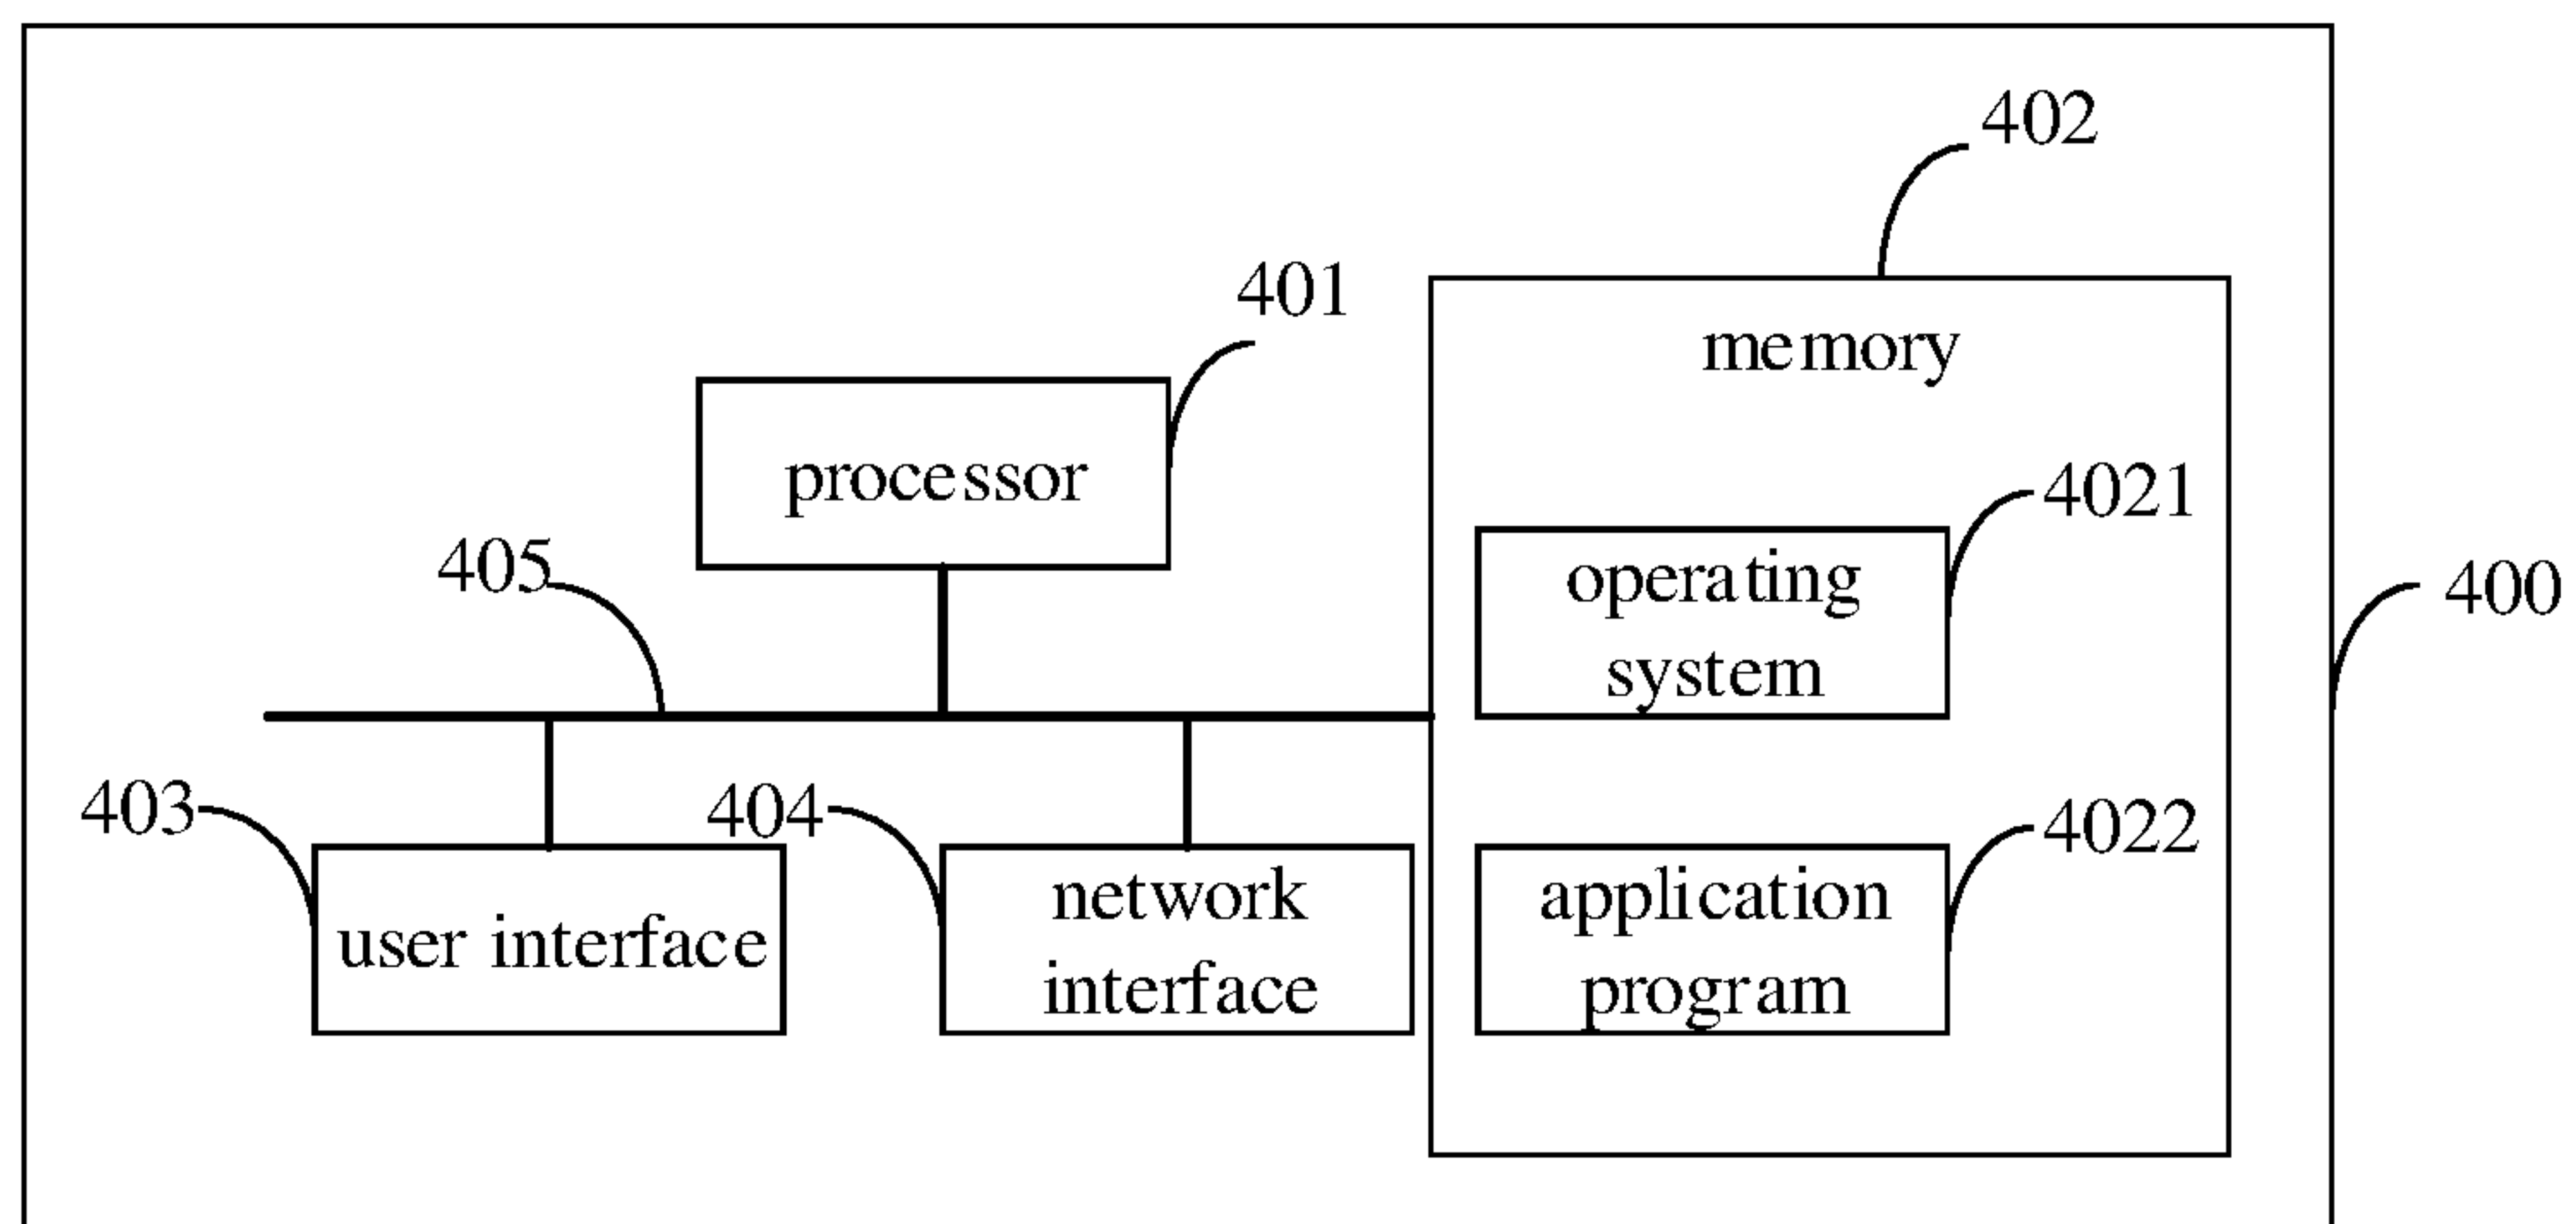 402
401
memory
processor
4021
operating
system
405
400
403
404
4022
user interface
network
interface
application
program